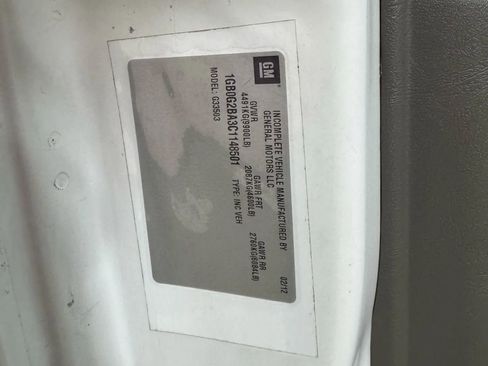 GM
INCOMPLETE VEHICLE MANUFACTURED BY
GENERAL MOTORS LLC
02/12
GVWR GAWR FRT GAWR RR
4491KG(9900LB) 2087KG(4600LB) 2760KG(6084LB)
1GB0G2BA3C1148501 TYPE: INC VEH
MODEL: G33503